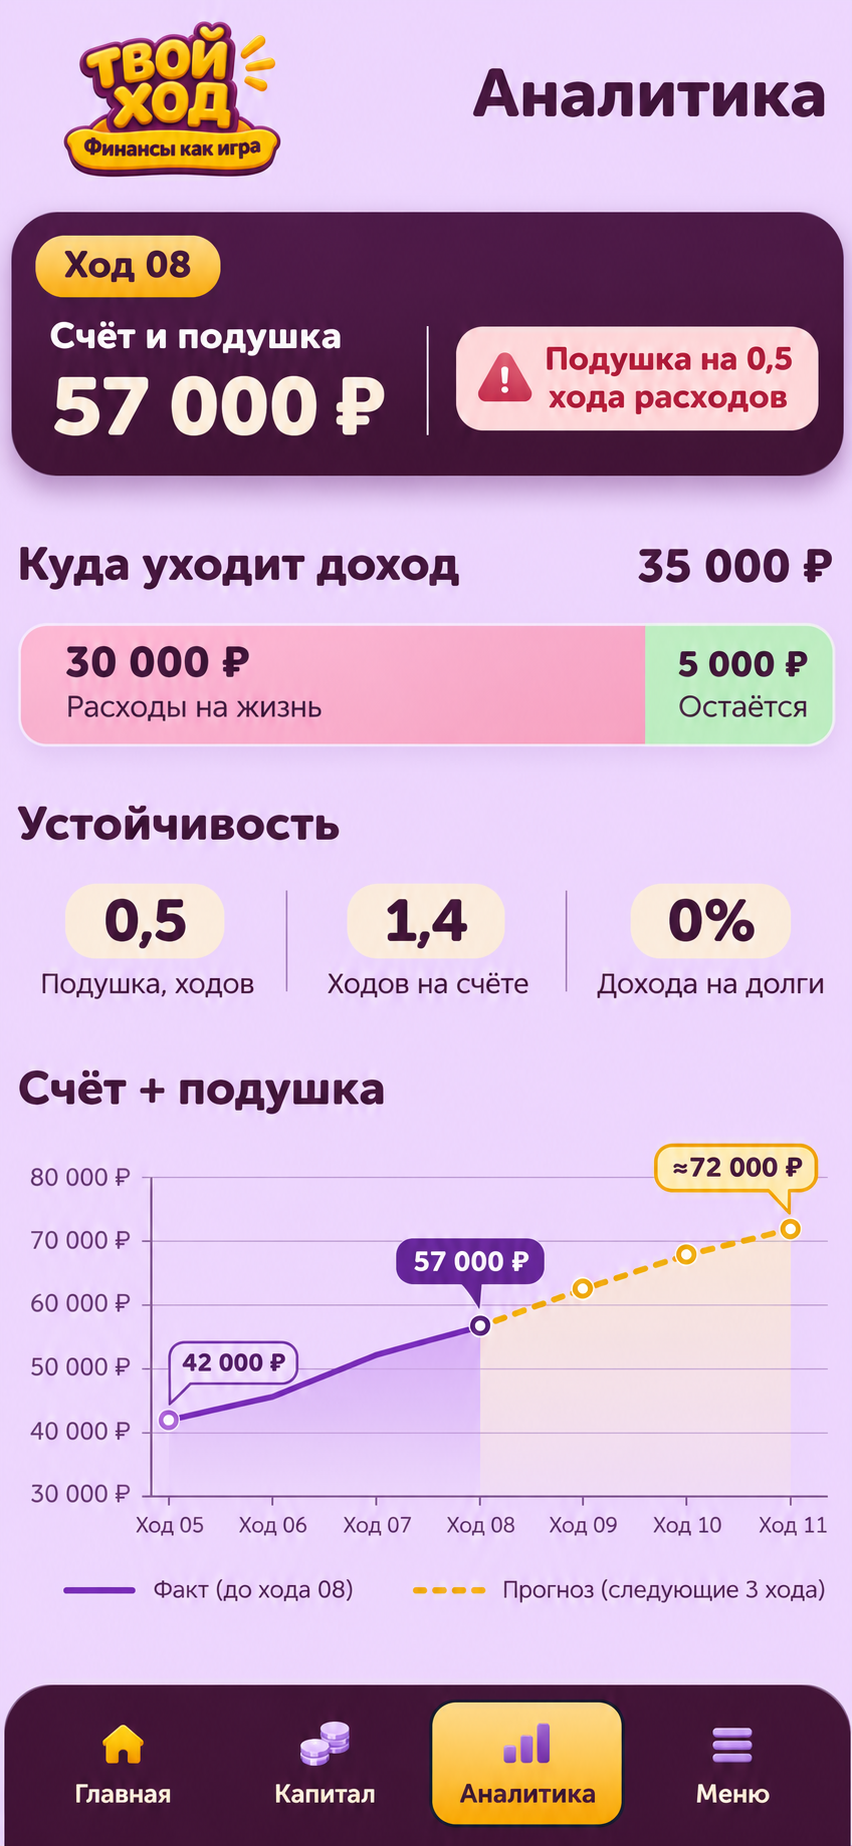 ТВОЙ
ХОД
Финансы как игра
Аналитика
Ход 08
Счёт и подушка
57 000 ₽
Подушка на 0,5
хода расходов
Куда уходит доход
35 000 ₽
30 000 ₽
Расходы на жизнь
5 000 ₽
Остаётся
Устойчивость
0,5
Подушка, ходов
1,4
Ходов на счёте
0%
Дохода на долги
Счёт + подушка
80 000 ₽
70 000 ₽
60 000 ₽
50 000 ₽
40 000 ₽
30 000 ₽
42 000 ₽
57 000 ₽
≈72 000 ₽
Ход 05
Ход 06
Ход 07
Ход 08
Ход 09
Ход 10
Ход 11
Факт (до хода 08)
Прогноз (следующие 3 хода)
Главная
Капитал
Аналитика
Меню